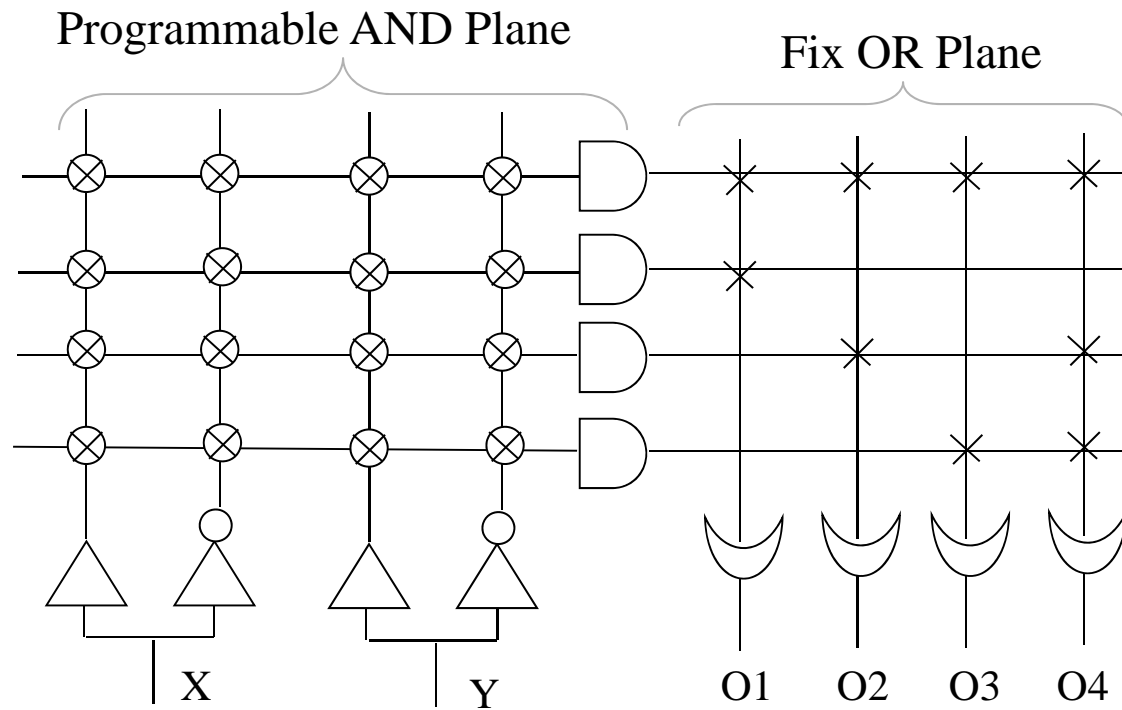 Programmable AND Plane
Fix OR Plane
X
Y
O1
O2
O3
O4